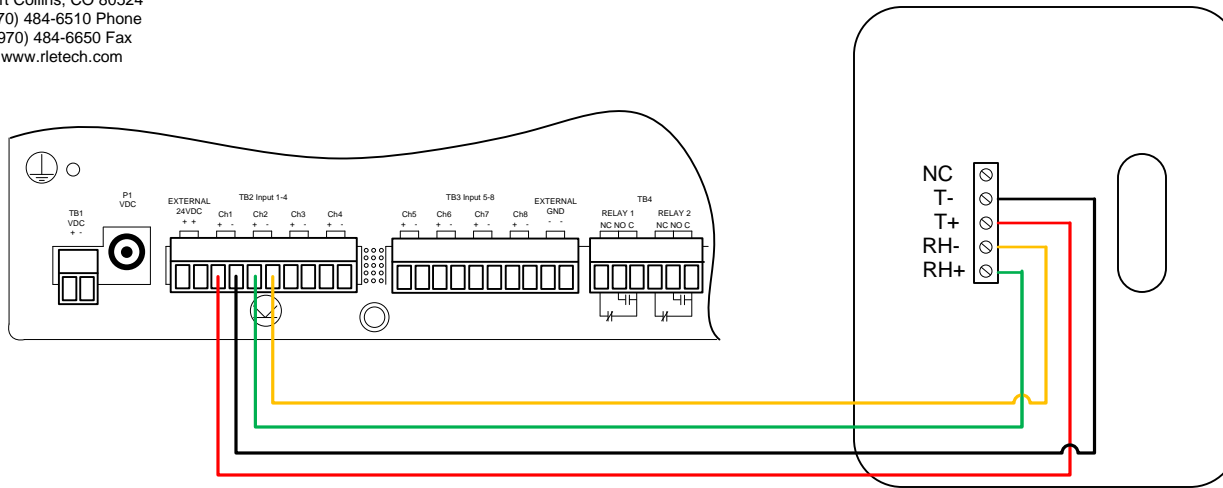 rt Collins, CO 80524
70) 484-6510 Phone
970) 484-6650 Fax
www.rletech.com
P1
VDC
TB1
VDC
+ -
EXTERNAL
24VDC
+ +
TB2 Input 1-4
Ch1
+ -
Ch2
+ -
Ch3
+ -
Ch4
+ -
TB3 Input 5-8
Ch5
+ -
Ch6
+ -
Ch7
+ -
Ch8
+ -
EXTERNAL
GND
- -
TB4
RELAY 1
NC NO C
RELAY 2
NC NO C
NC
T-
T+
RH-
RH+